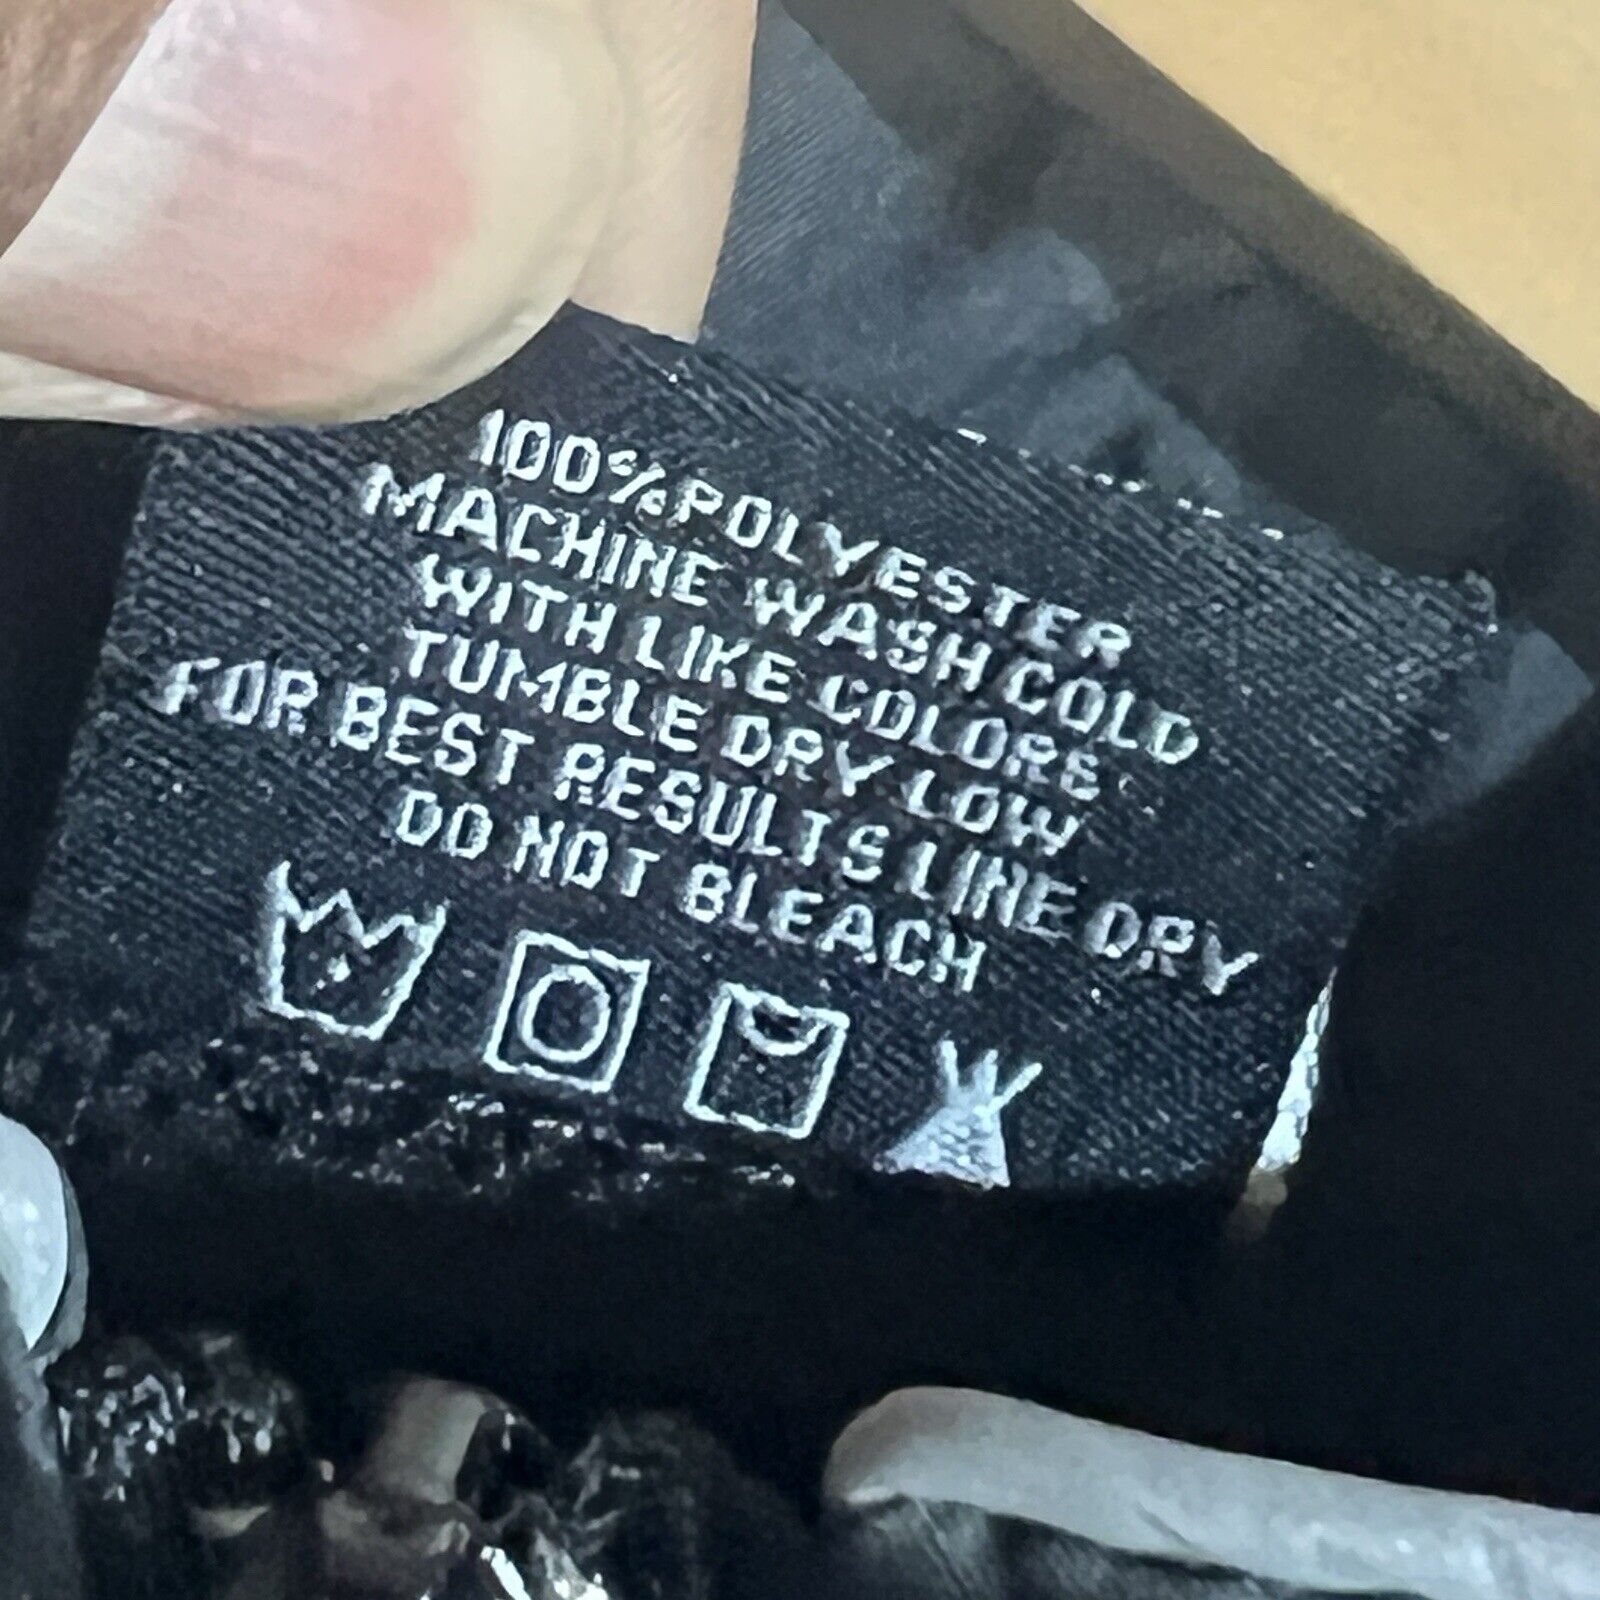 100% POLYESTER
MACHINE WASH COLD
WITH LIKE COLORS
TUMBLE DRY LOW
FOR BEST RESULTS LINE DRY
DO NOT BLEACH